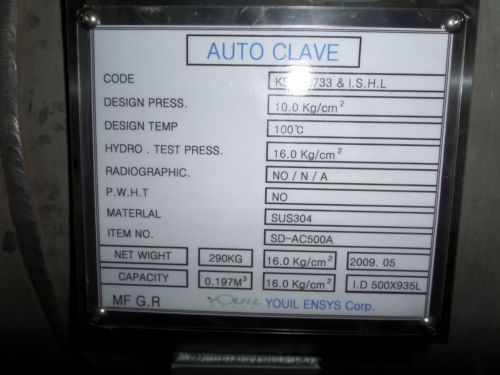 AUTO CLAVE
CODE 733 & I.S.H.L
DESIGN PRESS. 10.0 Kg/cm²
DESIGN TEMP 100℃
HYDRO . TEST PRESS. 16.0 Kg/cm²
RADIOGRAPHIC. NO / N / A
P.W.H.T NO
MATERLAL SUS304
ITEM NO. SD-AC500A
NET WIGHT 290KG 16.0 Kg/cm² 2009. 05
CAPACITY 0.197M³ 16.0 Kg/cm² I.D 500X935L
MF G.R YOUIL YOUIL ENSYS Corp.